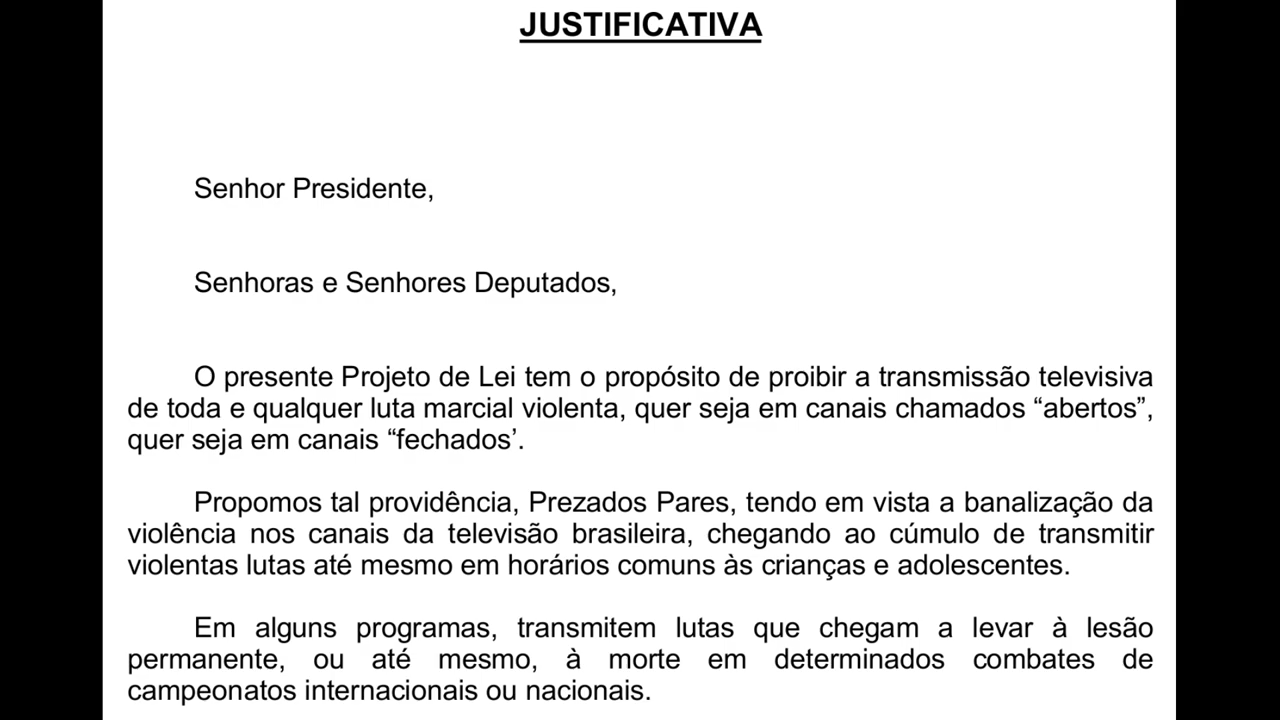 JUSTIFICATIVA
Senhor Presidente,
Senhoras e Senhores Deputados,
O presente Projeto de Lei tem o propósito de proibir a transmissão televisiva
de toda e qualquer luta marcial violenta, quer seja em canais chamados “abertos”,
quer seja em canais “fechados’.
Propomos tal providência, Prezados Pares, tendo em vista a banalização da
violência nos canais da televisão brasileira, chegando ao cúmulo de transmitir
violentas lutas até mesmo em horários comuns às crianças e adolescentes.
Em alguns programas, transmitem lutas que chegam a levar à lesão
permanente, ou até mesmo, à morte em determinados combates de
campeonatos internacionais ou nacionais.